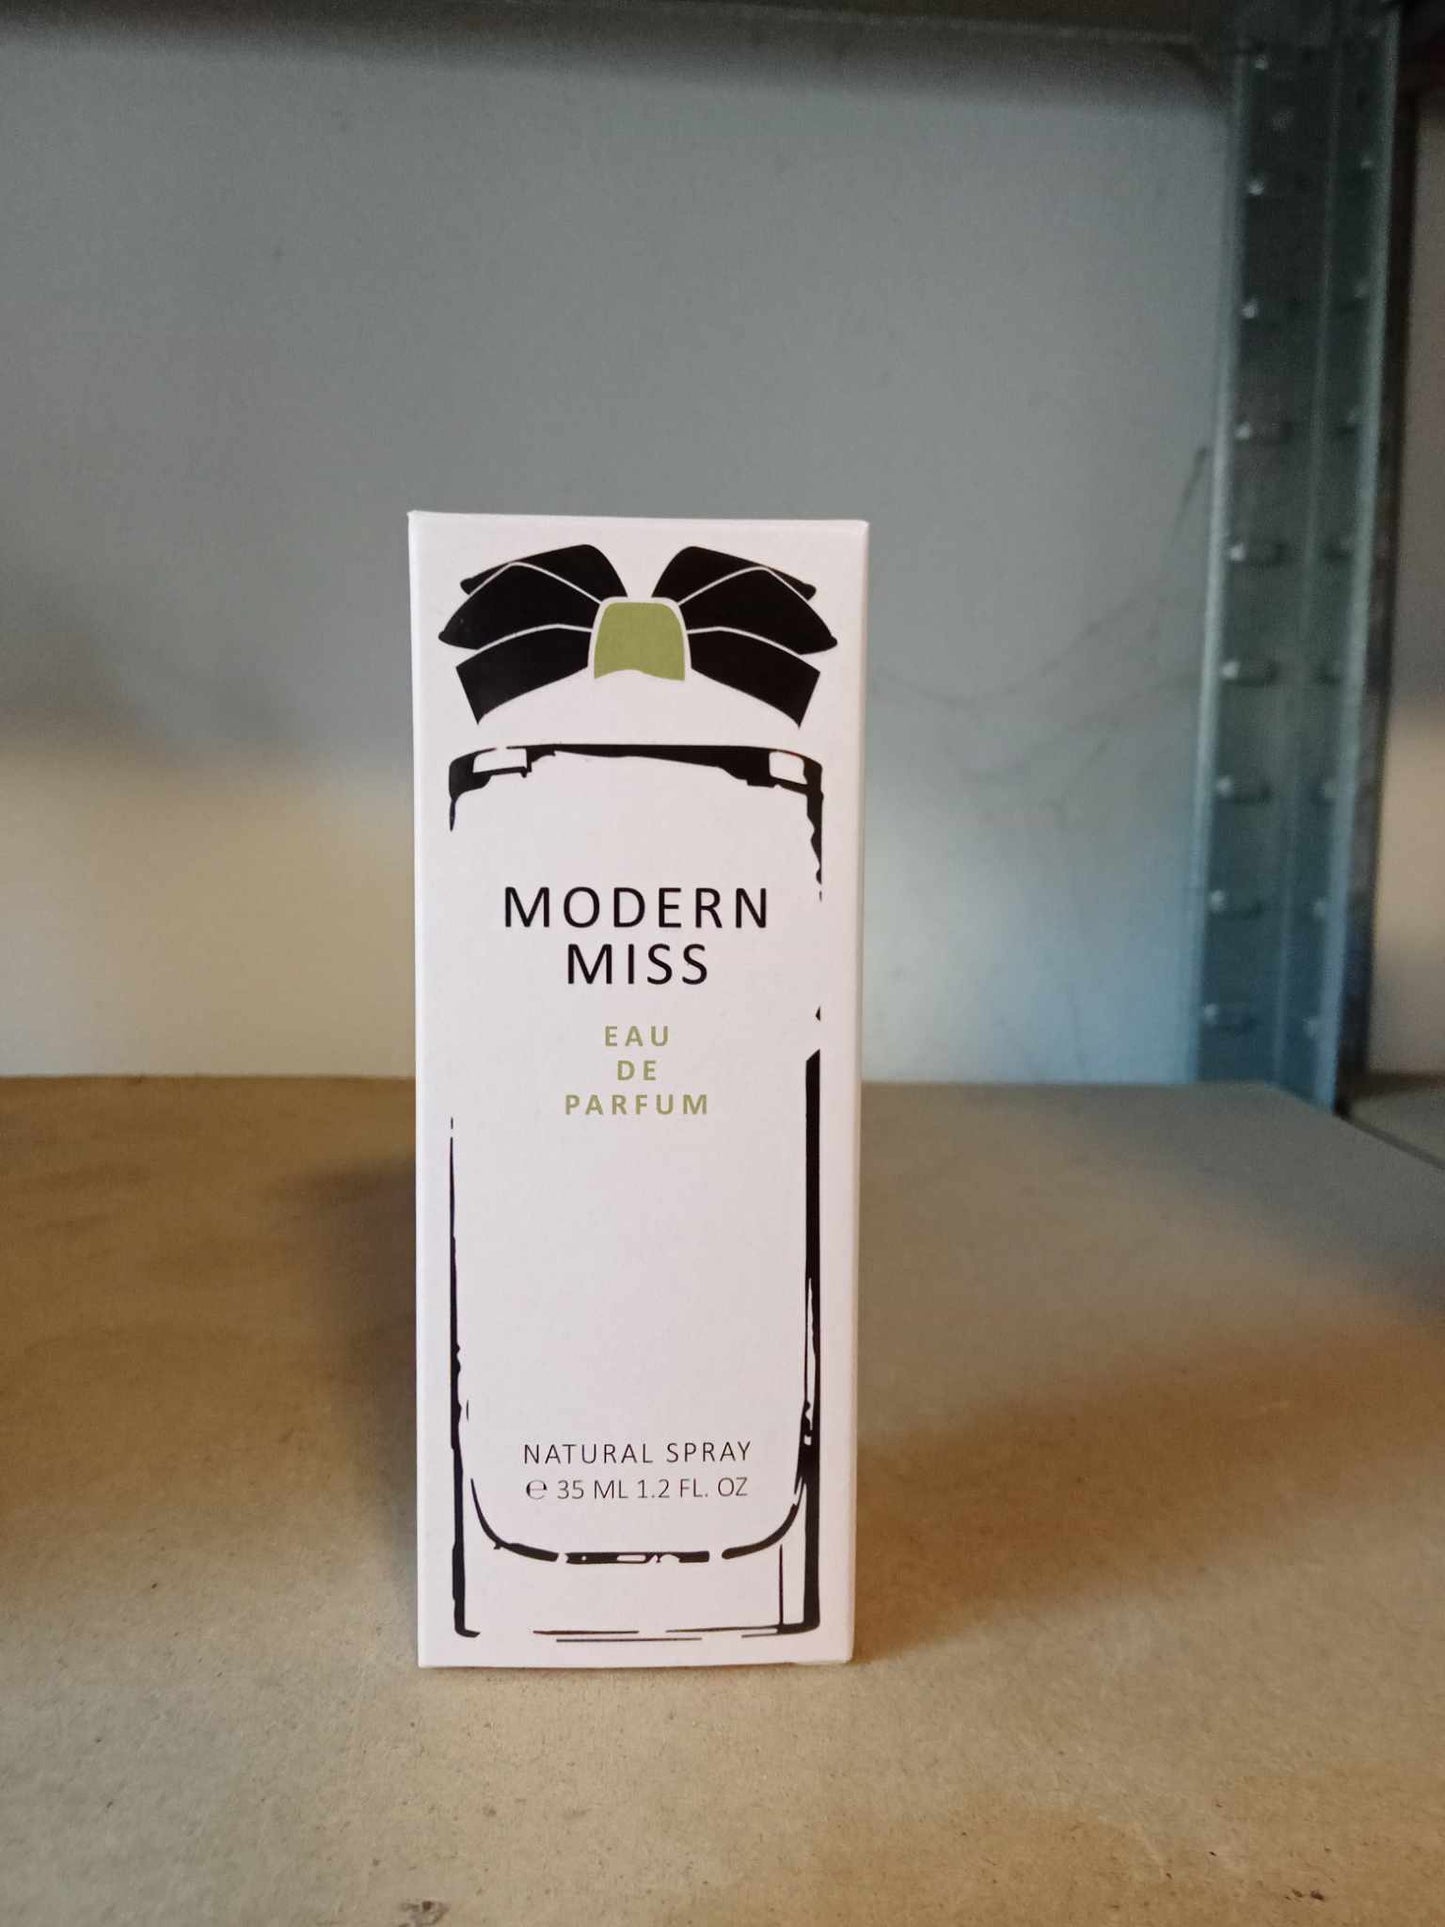 MODERN
MISS
EAU
DE
PARFUM
NATURAL SPRAY
℮ 35 ML 1.2 FL. OZ